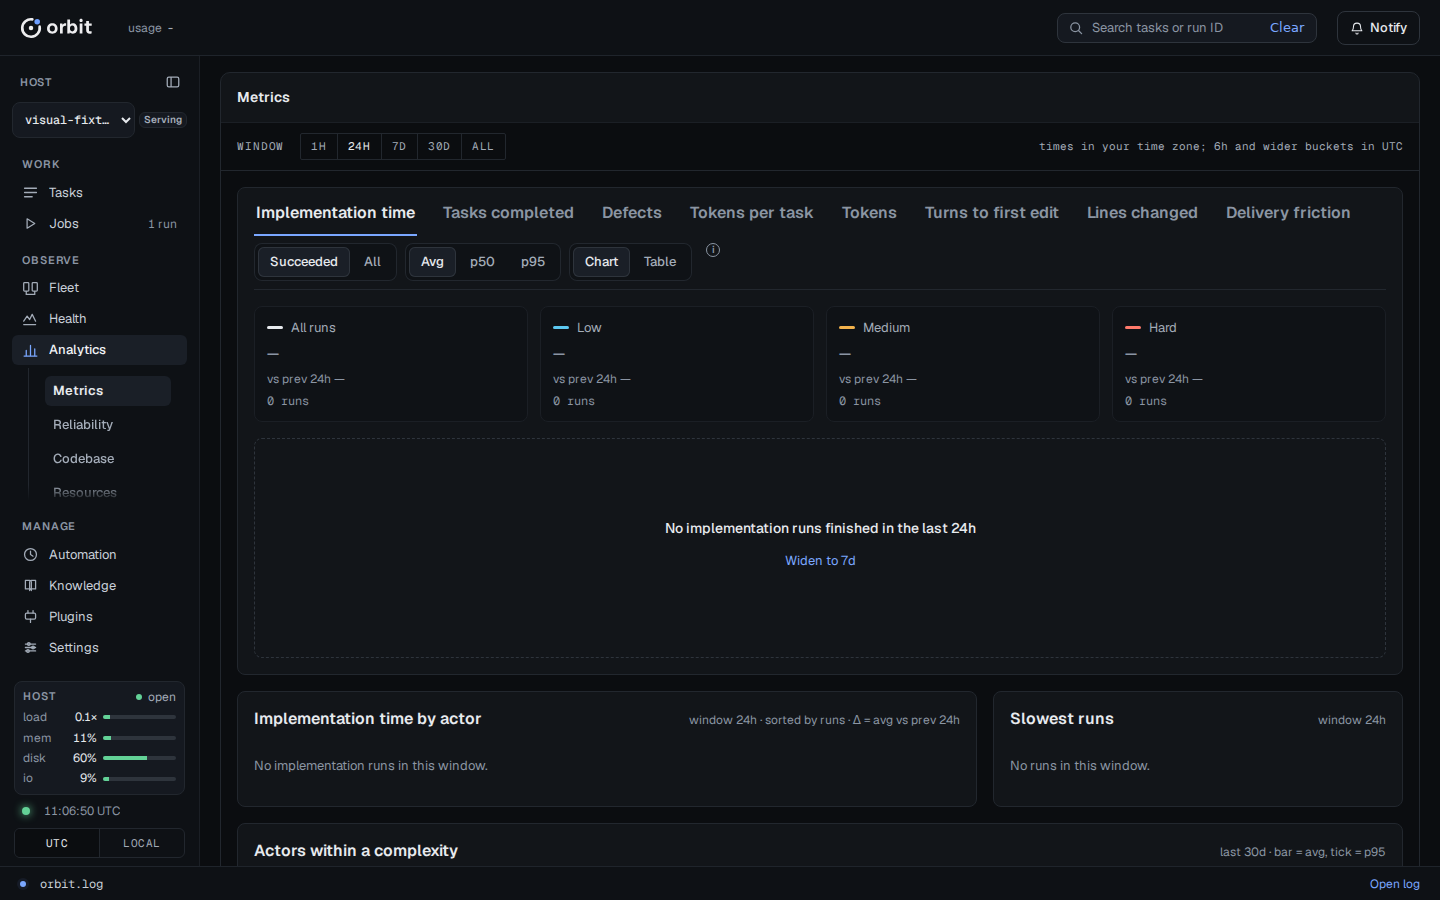 orbit
usage -
Search tasks or run ID
Clear
Notify
HOST
visual-fixt…
Serving
WORK
Tasks
Jobs
1 run
OBSERVE
Fleet
Health
Analytics
Metrics
Reliability
Codebase
Resources
MANAGE
Automation
Knowledge
Plugins
Settings
HOST
open
load 0.1×
mem 11%
disk 60%
io 9%
11:06:50 UTC
UTC
LOCAL
Metrics
WINDOW
1H
24H
7D
30D
ALL
times in your time zone; 6h and wider buckets in UTC
Implementation time
Tasks completed
Defects
Tokens per task
Tokens
Turns to first edit
Lines changed
Delivery friction
Succeeded
All
Avg
p50
p95
Chart
Table
All runs
—
vs prev 24h —
0 runs
Low
—
vs prev 24h —
0 runs
Medium
—
vs prev 24h —
0 runs
Hard
—
vs prev 24h —
0 runs
No implementation runs finished in the last 24h
Widen to 7d
Implementation time by actor
window 24h · sorted by runs · Δ = avg vs prev 24h
No implementation runs in this window.
Slowest runs
window 24h
No runs in this window.
Actors within a complexity
last 30d · bar = avg, tick = p95
orbit.log
Open log